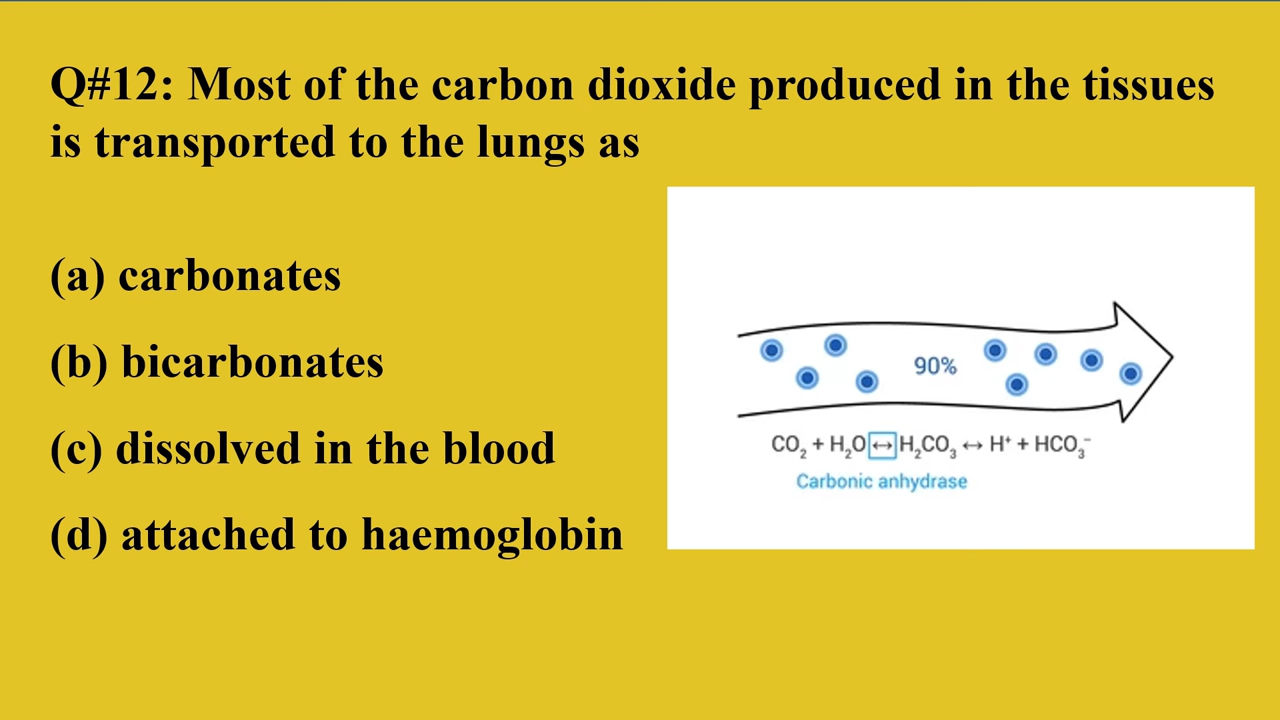 Q#12: Most of the carbon dioxide produced in the tissues
is transported to the lungs as
(a) carbonates
(b) bicarbonates
(c) dissolved in the blood
(d) attached to haemoglobin
90%
CO₂ + H₂O ↔ H₂CO₃ ↔ H⁺ + HCO₃⁻
Carbonic anhydrase